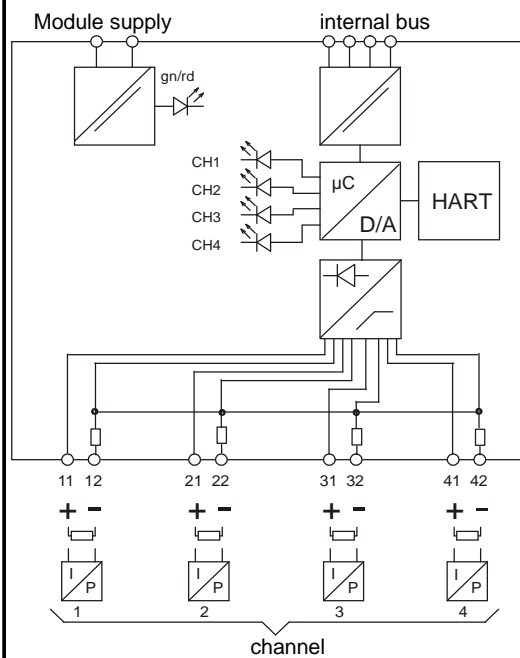 Module supply internal bus
gn/rd
CH1
CH2
CH3
CH4
µC
D/A
HART
11 12 21 22 31 32 41 42
+ - + - + - + -
I P I P I P I P
1 2 3 4
channel